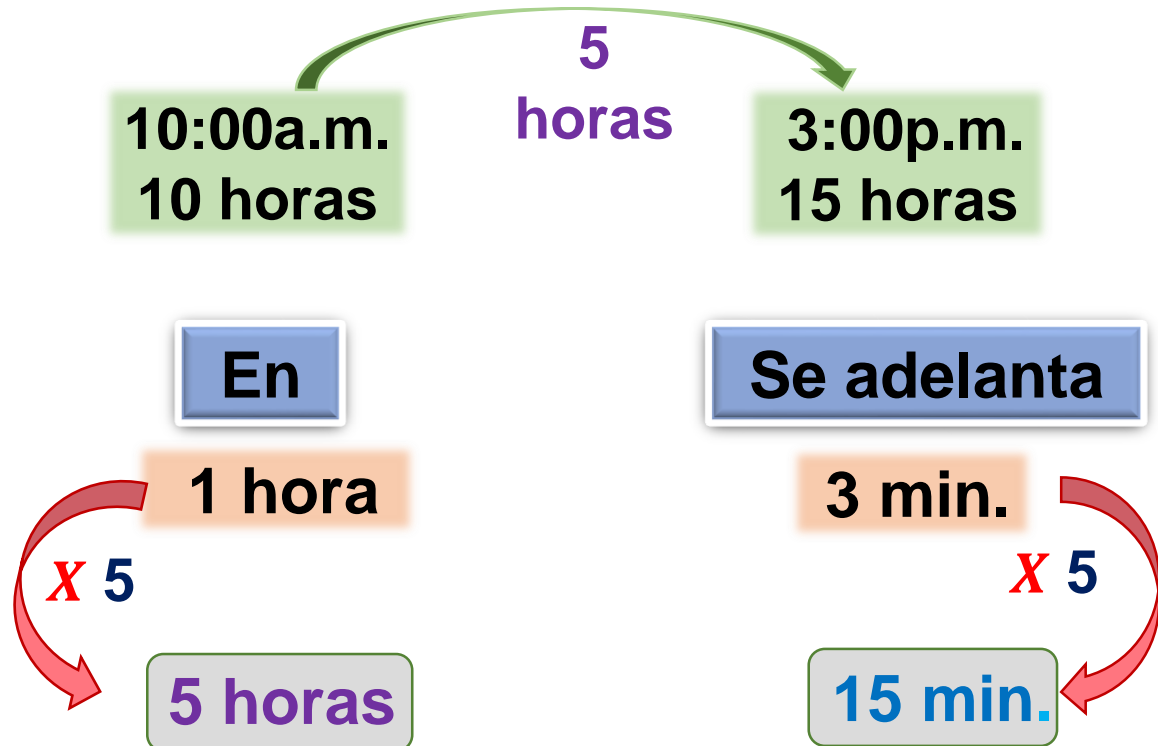 5
horas
10:00a.m.
10 horas
3:00p.m.
15 horas
En
Se adelanta
1 hora
3 min.
X 5
X 5
5 horas
15 min.